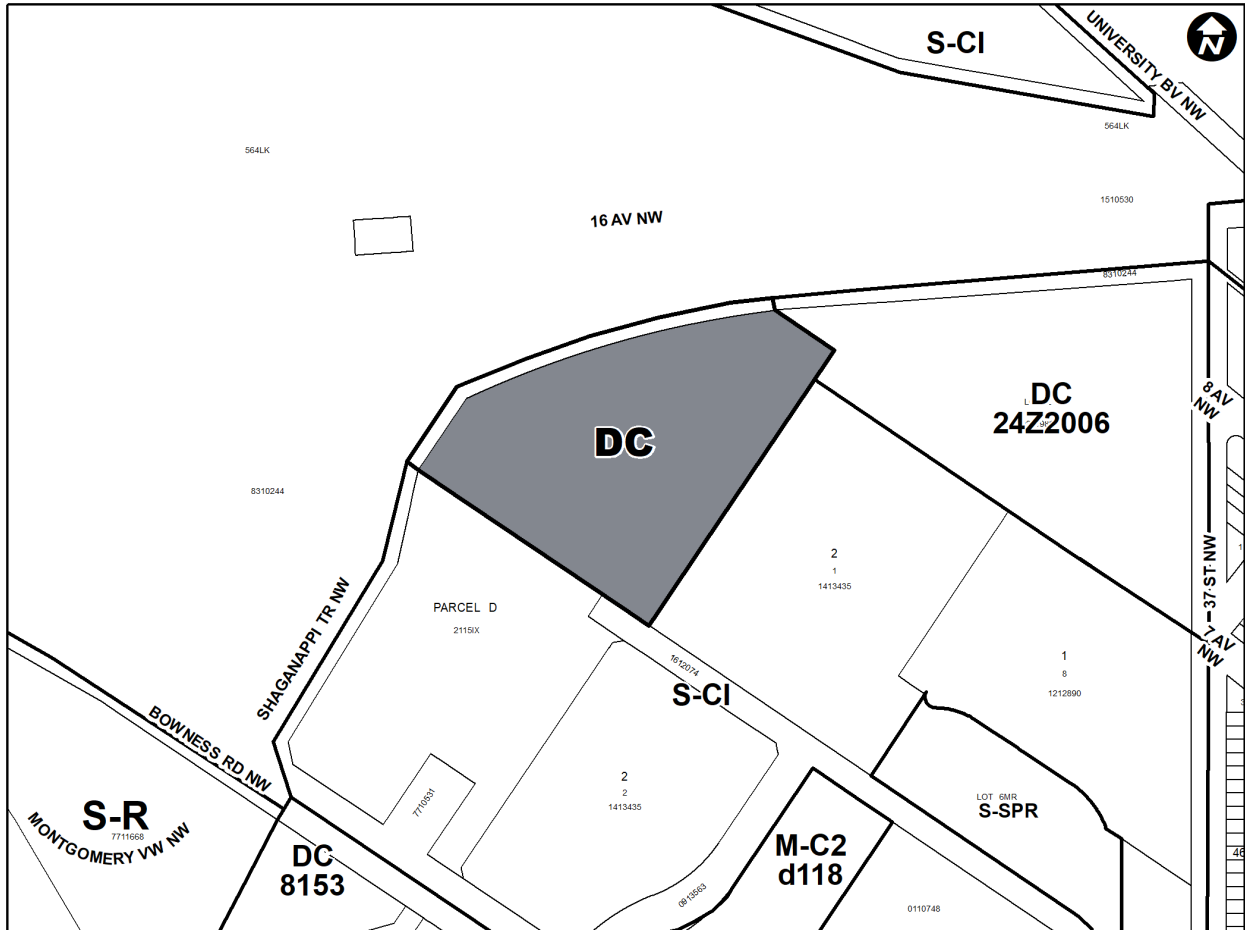 S-CI
UNIVERSITY BV NW
N
564LK
564LK
1510530
16 AV NW
8310244
DC
24Z2006
8 AV
NW
DC
8310244
37 ST NW
7 AV
NW
2
1
1413435
PARCEL D
2115IX
SHAGANAPPI TR NW
1612074
S-CI
1
8
1212890
BOWNESS RD NW
7710531
2
2
1413435
LOT 6MR
S-SPR
S-R
7711668
MONTGOMERY VW NW
DC
8153
M-C2
d118
0913563
0110748